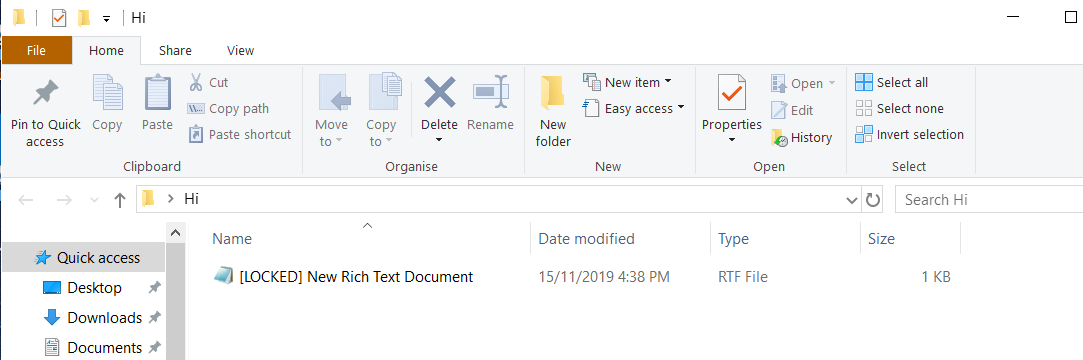 Hi
File Home Share View
Pin to Quick access
Copy
Paste
Cut
Copy path
Paste shortcut
Clipboard
Move to
Copy to
Delete
Rename
Organise
New folder
New item
Easy access
New
Properties
Open
Edit
History
Open
Select all
Select none
Invert selection
Select
Hi
Search Hi
Name Date modified Type Size
[LOCKED] New Rich Text Document 15/11/2019 4:38 PM RTF File 1 KB
Quick access
Desktop
Downloads
Documents